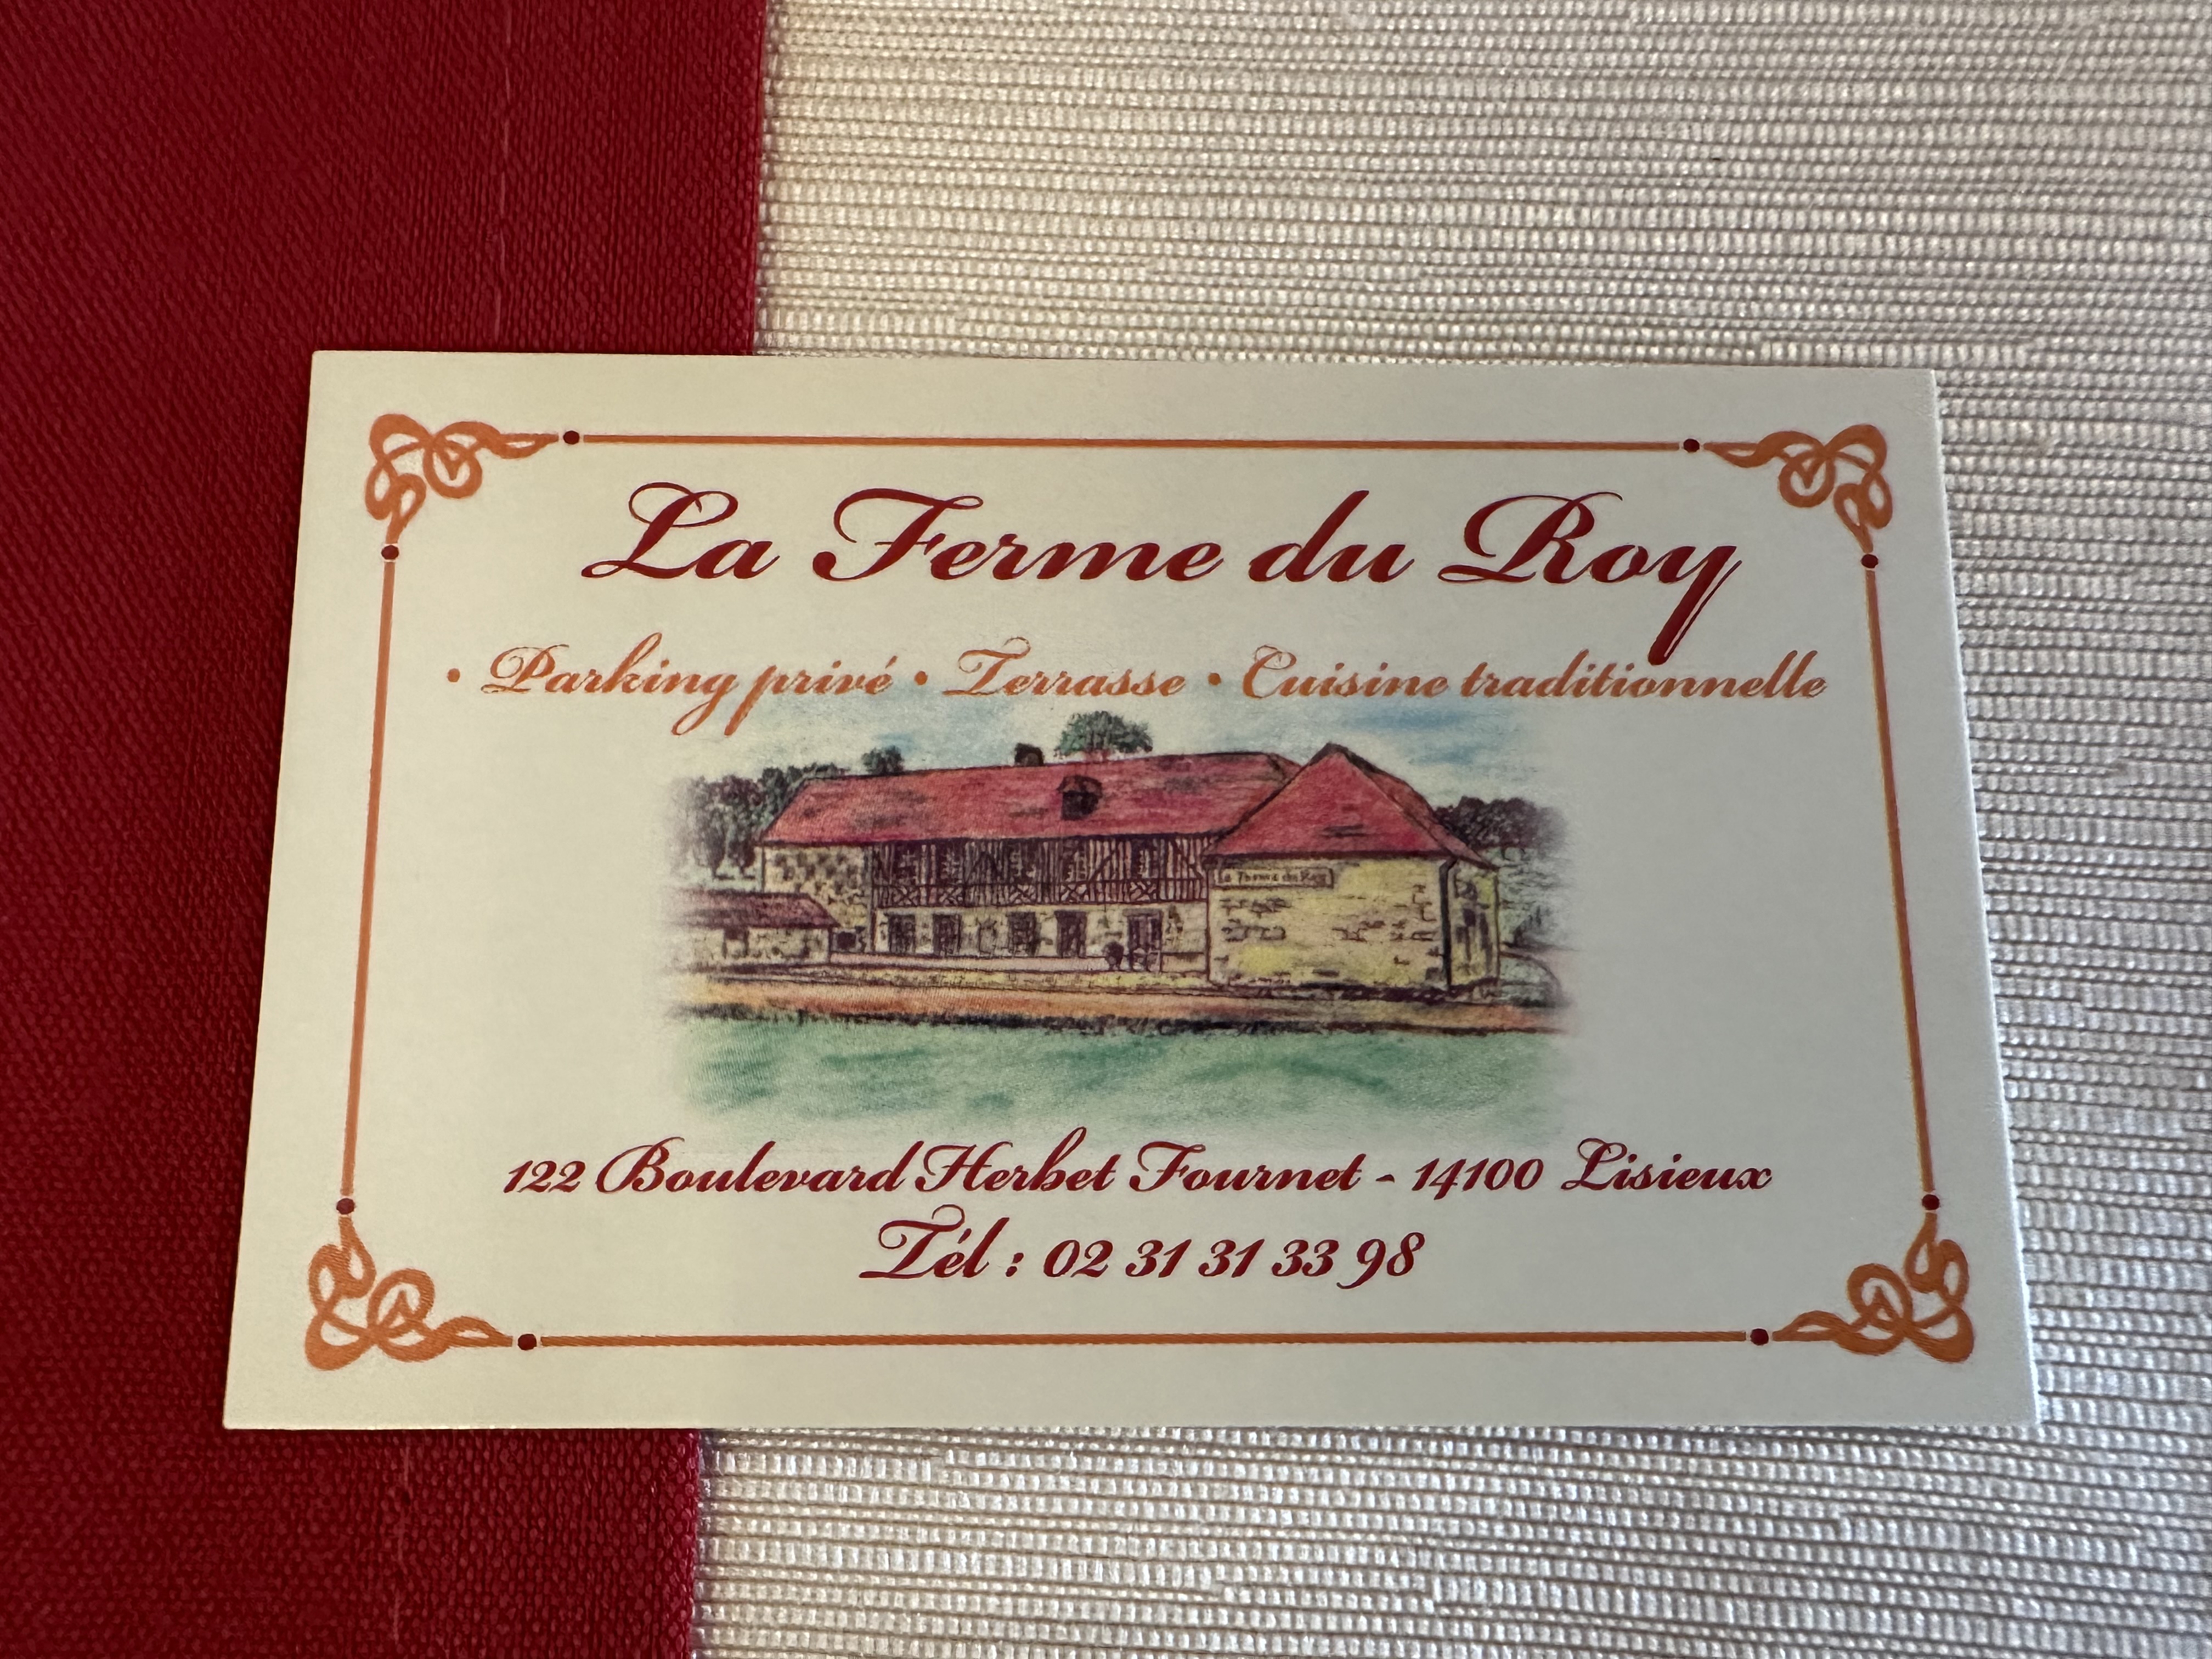 La Ferme du Roy
• Parking privé • Terrasse • Cuisine traditionnelle
La Ferme du Roy
122 Boulevard Herbet Fournet - 14100 Lisieux
Tél : 02 31 31 33 98